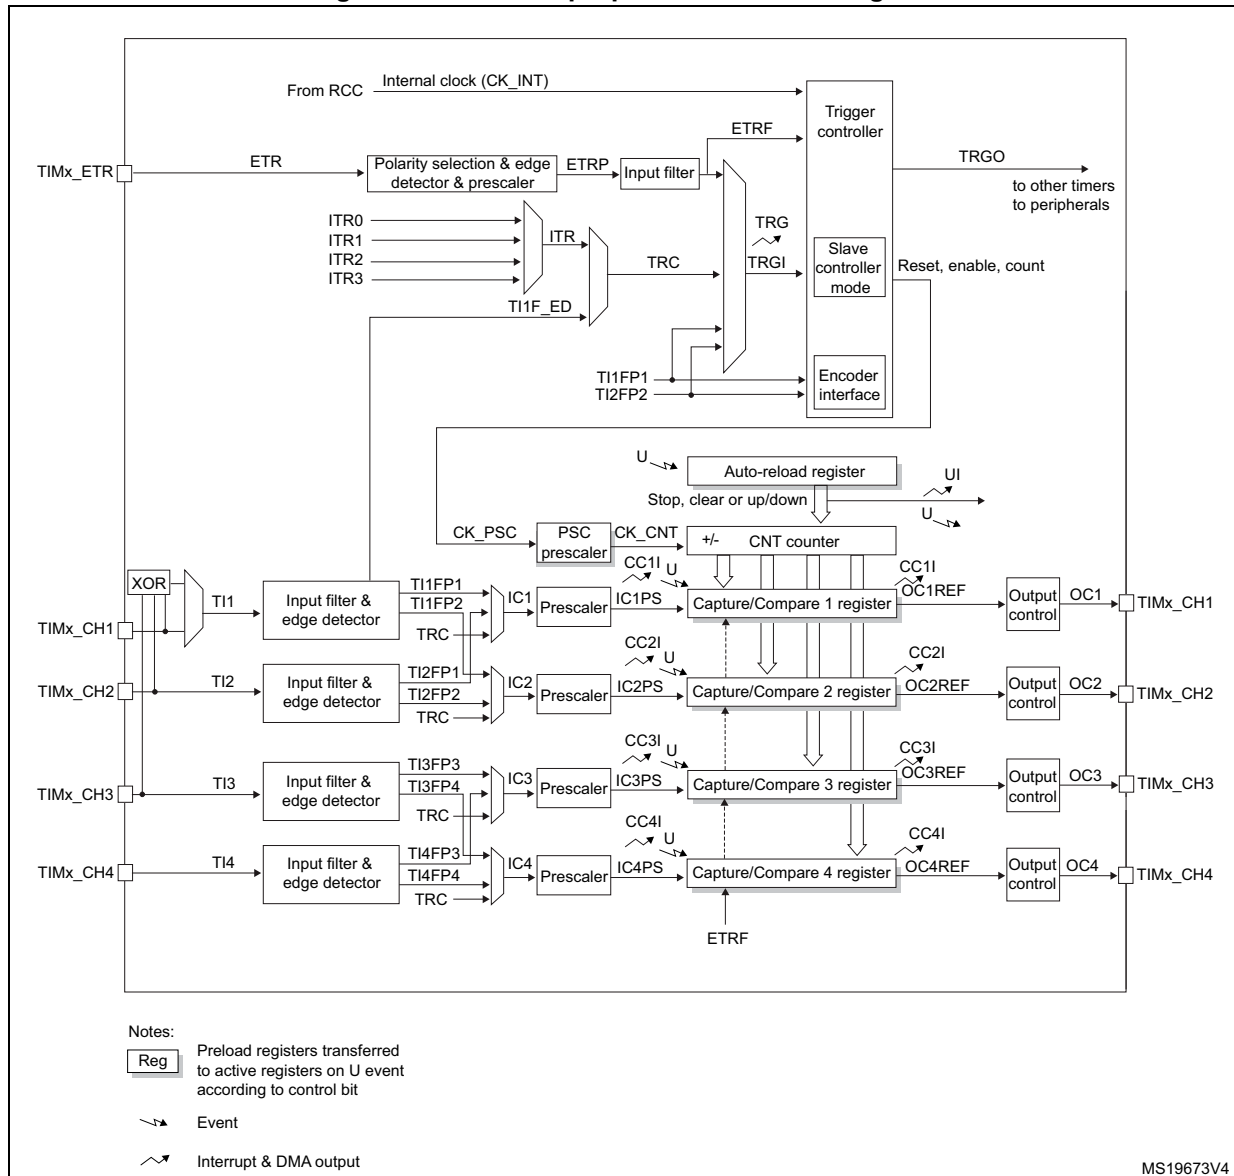 From RCC
Internal clock (CK_INT)
Trigger
controller
ETRF
TIMx_ETR
ETR
Polarity selection & edge
detector & prescaler
ETRP
Input filter
TRGO
to other timers
to peripherals
ITR0
ITR1
ITR2
ITR3
ITR
TRC
TI1F_ED
TRG
TRGI
Slave
controller
mode
Reset, enable, count
TI1FP1
TI2FP2
Encoder
interface
U
Auto-reload register
Stop, clear or up/down
UI
U
CK_PSC
PSC
prescaler
CK_CNT
+/-
CNT counter
XOR
TIMx_CH1
TI1
Input filter &
edge detector
TI1FP1
TI1FP2
TRC
IC1
Prescaler
IC1PS
CC1I
U
Capture/Compare 1 register
CC1I
OC1REF
Output
control
OC1
TIMx_CH1
TIMx_CH2
TI2
Input filter &
edge detector
TI2FP1
TI2FP2
TRC
IC2
Prescaler
IC2PS
CC2I
U
Capture/Compare 2 register
CC2I
OC2REF
Output
control
OC2
TIMx_CH2
TIMx_CH3
TI3
Input filter &
edge detector
TI3FP3
TI3FP4
TRC
IC3
Prescaler
IC3PS
CC3I
U
Capture/Compare 3 register
CC3I
OC3REF
Output
control
OC3
TIMx_CH3
TIMx_CH4
TI4
Input filter &
edge detector
TI4FP3
TI4FP4
TRC
IC4
Prescaler
IC4PS
CC4I
U
Capture/Compare 4 register
CC4I
OC4REF
Output
control
OC4
TIMx_CH4
ETRF
Notes:
Reg
Preload registers transferred
to active registers on U event
according to control bit
Event
Interrupt & DMA output
MS19673V4